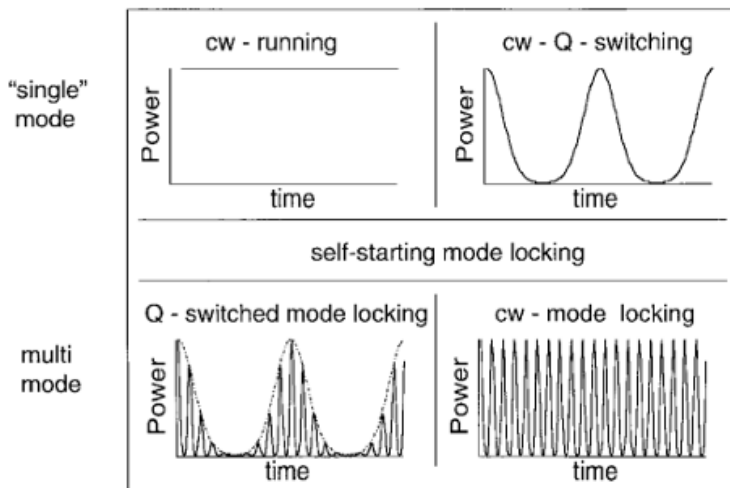 cw - running
cw - Q - switching
"single"
mode
Power
time
Power
time
self-starting mode locking
Q - switched mode locking
cw - mode locking
multi
mode
Power
time
Power
time